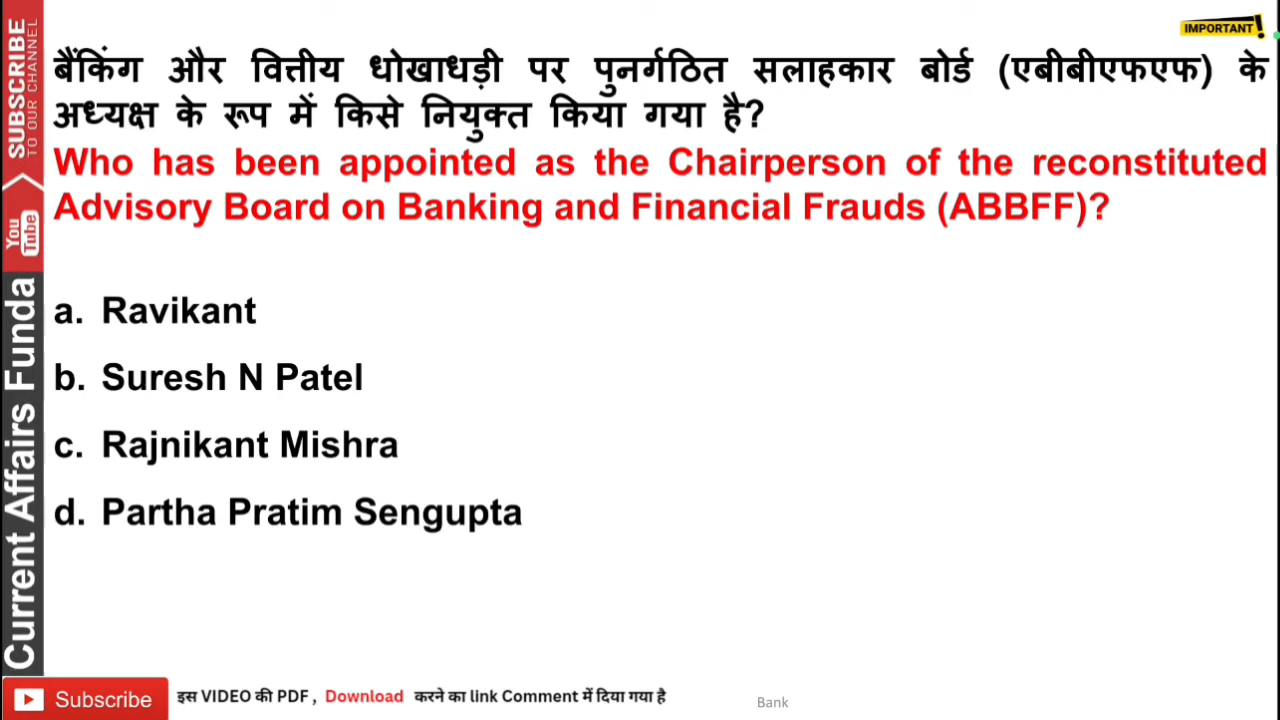 IMPORTANT!
बैंकिंग और वित्तीय धोखाधड़ी पर पुनर्गठित सलाहकार बोर्ड (एबीबीएफएफ) के
अध्यक्ष के रूप में किसे नियुक्त किया गया है?
Who has been appointed as the Chairperson of the reconstituted
Advisory Board on Banking and Financial Frauds (ABBFF)?
a. Ravikant
b. Suresh N Patel
c. Rajnikant Mishra
d. Partha Pratim Sengupta
SUBSCRIBE
TO OUR CHANNEL
You
Tube
Current Affairs Funda
Subscribe
इस VIDEO की PDF , Download करने का link Comment में दिया गया है
Bank